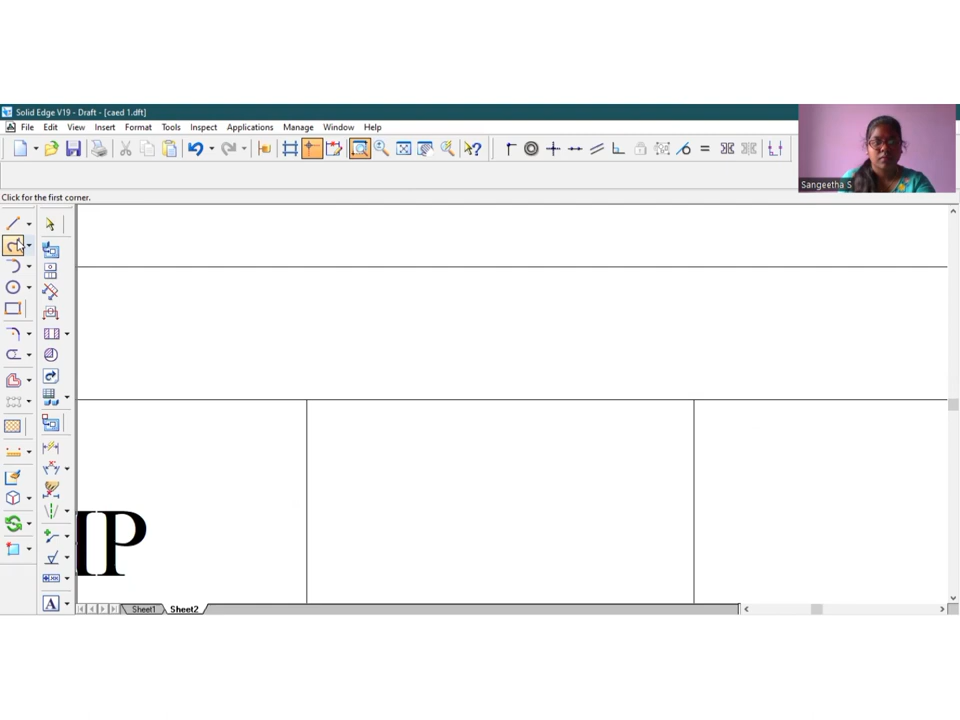 Solid Edge V19 - Draft - [caed 1.dft]
File Edit View Insert Format Tools Inspect Applications Manage Window Help
Sangeetha S
Click for the first corner.
IP
A
Sheet1 Sheet2